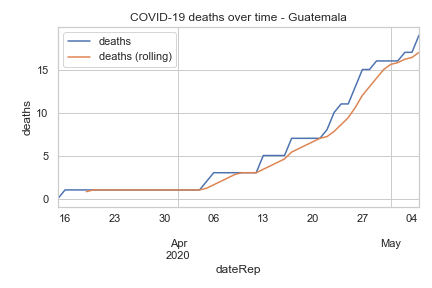 COVID-19 deaths over time - Guatemala
deaths
deaths (rolling)
deaths
15
10
5
0
16 23 30 06 13 20 27 04
Apr May
2020
dateRep